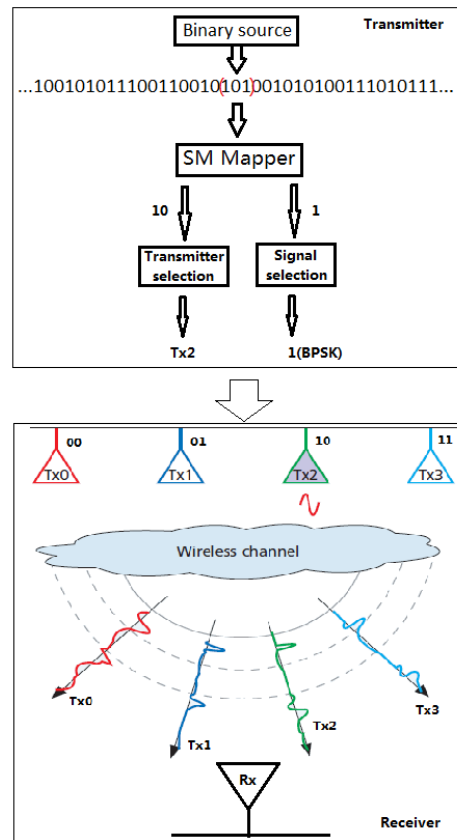 Binary source
Transmitter
...100101011100110010(101)00101010011101011​1...
SM Mapper
10
1
Transmitter selection
Signal selection
Tx2
1(BPSK)
00
01
10
11
Tx0
Tx1
Tx2
Tx3
Wireless channel
Tx0
Tx1
Tx2
Tx3
Rx
Receiver